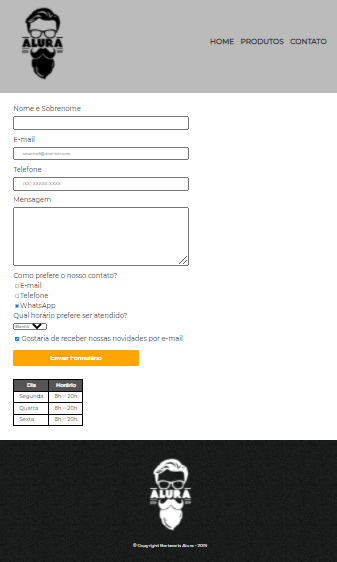 ALURA
HOME PRODUTOS CONTATO
Nome e Sobrenome
E-mail
seuemail@dominio.com
Telefone
(XX) XXXXX-XXXX
Mensagem
Como prefere o nosso contato?
E-mail
Telefone
WhatsApp
Qual horário prefere ser atendido?
Manhã
Gostaria de receber nossas novidades por e-mail
Enviar Formulário
Dia Horário
Segunda 8h ~ 20h
Quarta 8h ~ 20h
Sexta 8h ~ 20h
ALURA
© Copyright Barbearia Alura - 2019